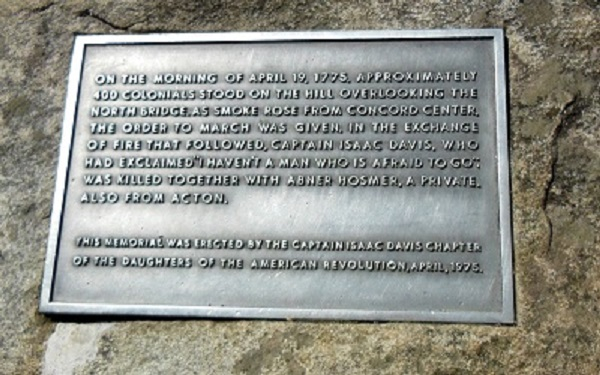 ON THE MORNING OF APRIL 19, 1775, APPROXIMATELY
400 COLONIALS STOOD ON THE HILL OVERLOOKING THE
NORTH BRIDGE. AS SMOKE ROSE FROM CONCORD CENTER,
THE ORDER TO MARCH WAS GIVEN. IN THE EXCHANGE
OF FIRE THAT FOLLOWED, CAPTAIN ISAAC DAVIS, WHO
HAD EXCLAIMED "I HAVEN'T A MAN WHO IS AFRAID TO GO",
WAS KILLED TOGETHER WITH ABNER HOSMER, A PRIVATE,
ALSO FROM ACTON.
THIS MEMORIAL WAS ERECTED BY THE CAPTAIN ISAAC DAVIS CHAPTER
OF THE DAUGHTERS OF THE AMERICAN REVOLUTION, APRIL, 1975.